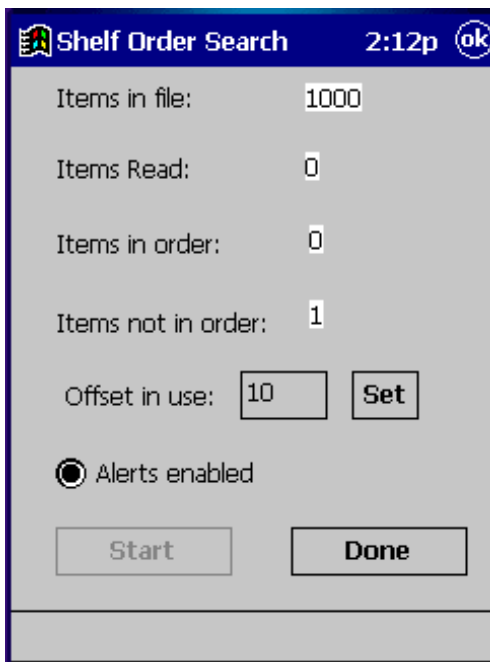 Shelf Order Search 2:12p ok
Items in file: 1000
Items Read: 0
Items in order: 0
Items not in order: 1
Offset in use: 10 Set
Alerts enabled
Start Done